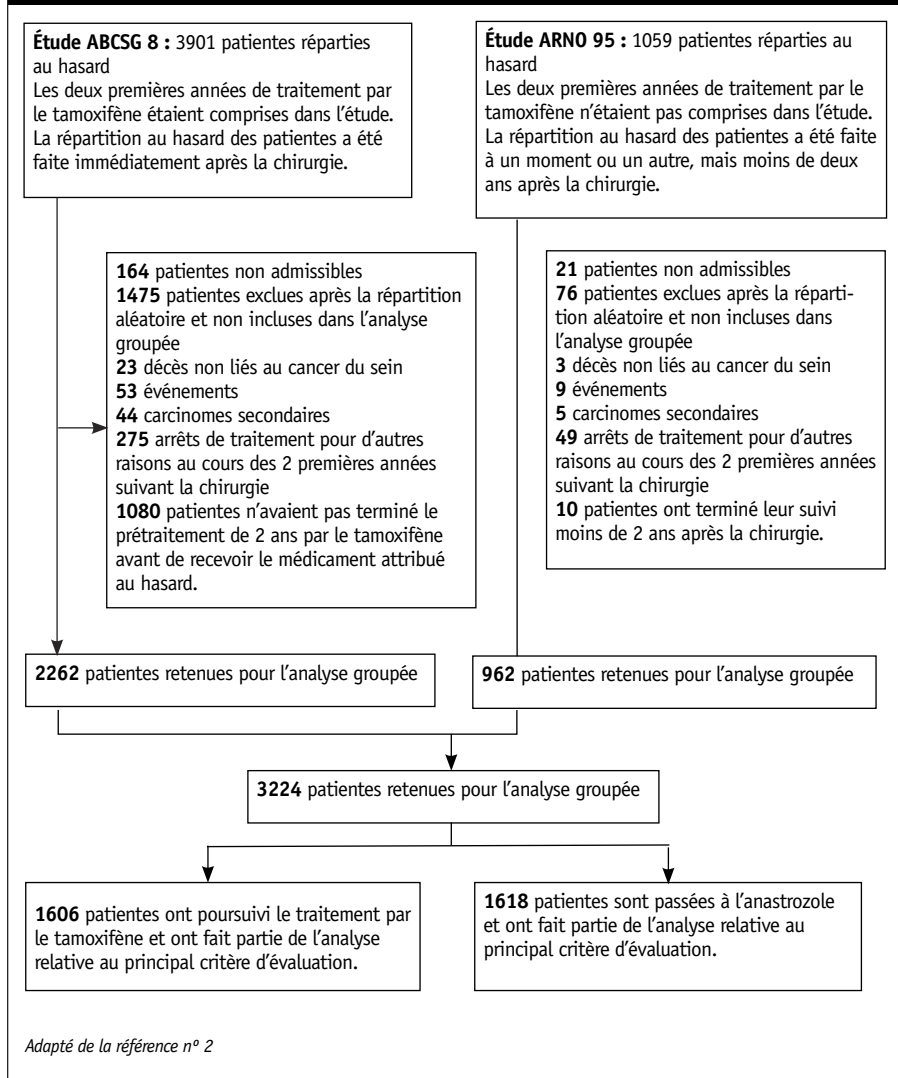 Étude ABCSG 8 : 3901 patientes réparties
au hasard
Les deux premières années de traitement par
le tamoxifène étaient comprises dans l'étude.
La répartition au hasard des patientes a été
faite immédiatement après la chirurgie.
Étude ARNO 95 : 1059 patientes réparties au
hasard
Les deux premières années de traitement par le
tamoxifène n'étaient pas comprises dans l'étude.
La répartition au hasard des patientes a été faite
à un moment ou un autre, mais moins de deux
ans après la chirurgie.
164 patientes non admissibles
1475 patientes exclues après la répartition
aléatoire et non incluses dans l'analyse
groupée
23 décès non liés au cancer du sein
53 événements
44 carcinomes secondaires
275 arrêts de traitement pour d'autres
raisons au cours des 2 premières années
suivant la chirurgie
1080 patientes n'avaient pas terminé le
prétraitement de 2 ans par le tamoxifène
avant de recevoir le médicament attribué
au hasard.
21 patientes non admissibles
76 patientes exclues après la réparti-
tion aléatoire et non incluses dans
l'analyse groupée
3 décès non liés au cancer du sein
9 événements
5 carcinomes secondaires
49 arrêts de traitement pour d'autres
raisons au cours des 2 premières années
suivant la chirurgie
10 patientes ont terminé leur suivi
moins de 2 ans après la chirurgie.
2262 patientes retenues pour l'analyse groupée
962 patientes retenues pour l'analyse groupée
3224 patientes retenues pour l'analyse groupée
1606 patientes ont poursuivi le traitement par
le tamoxifène et ont fait partie de l'analyse
relative au principal critère d'évaluation.
1618 patientes sont passées à l'anastrozole
et ont fait partie de l'analyse relative au
principal critère d'évaluation.
Adapté de la référence nº 2